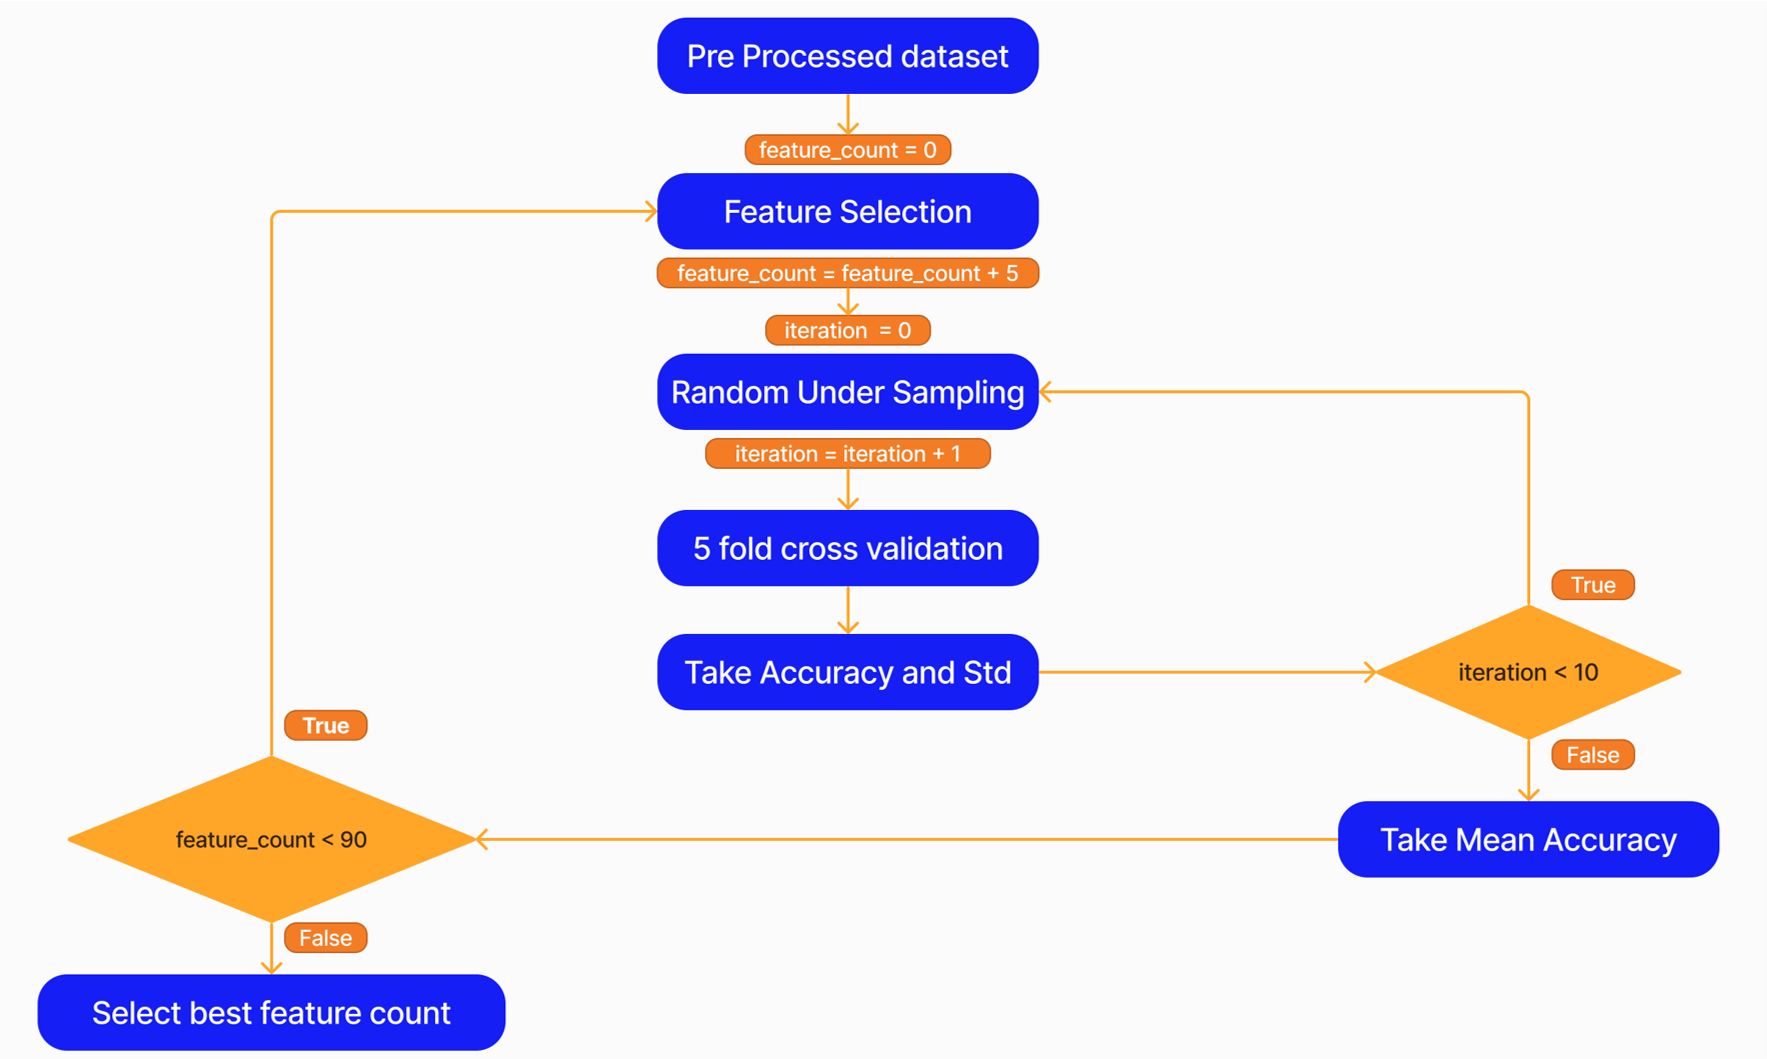 Pre Processed dataset
feature_count = 0
Feature Selection
feature_count = feature_count + 5
iteration = 0
Random Under Sampling
iteration = iteration + 1
5 fold cross validation
True
Take Accuracy and Std
iteration < 10
True
False
feature_count < 90
Take Mean Accuracy
False
Select best feature count